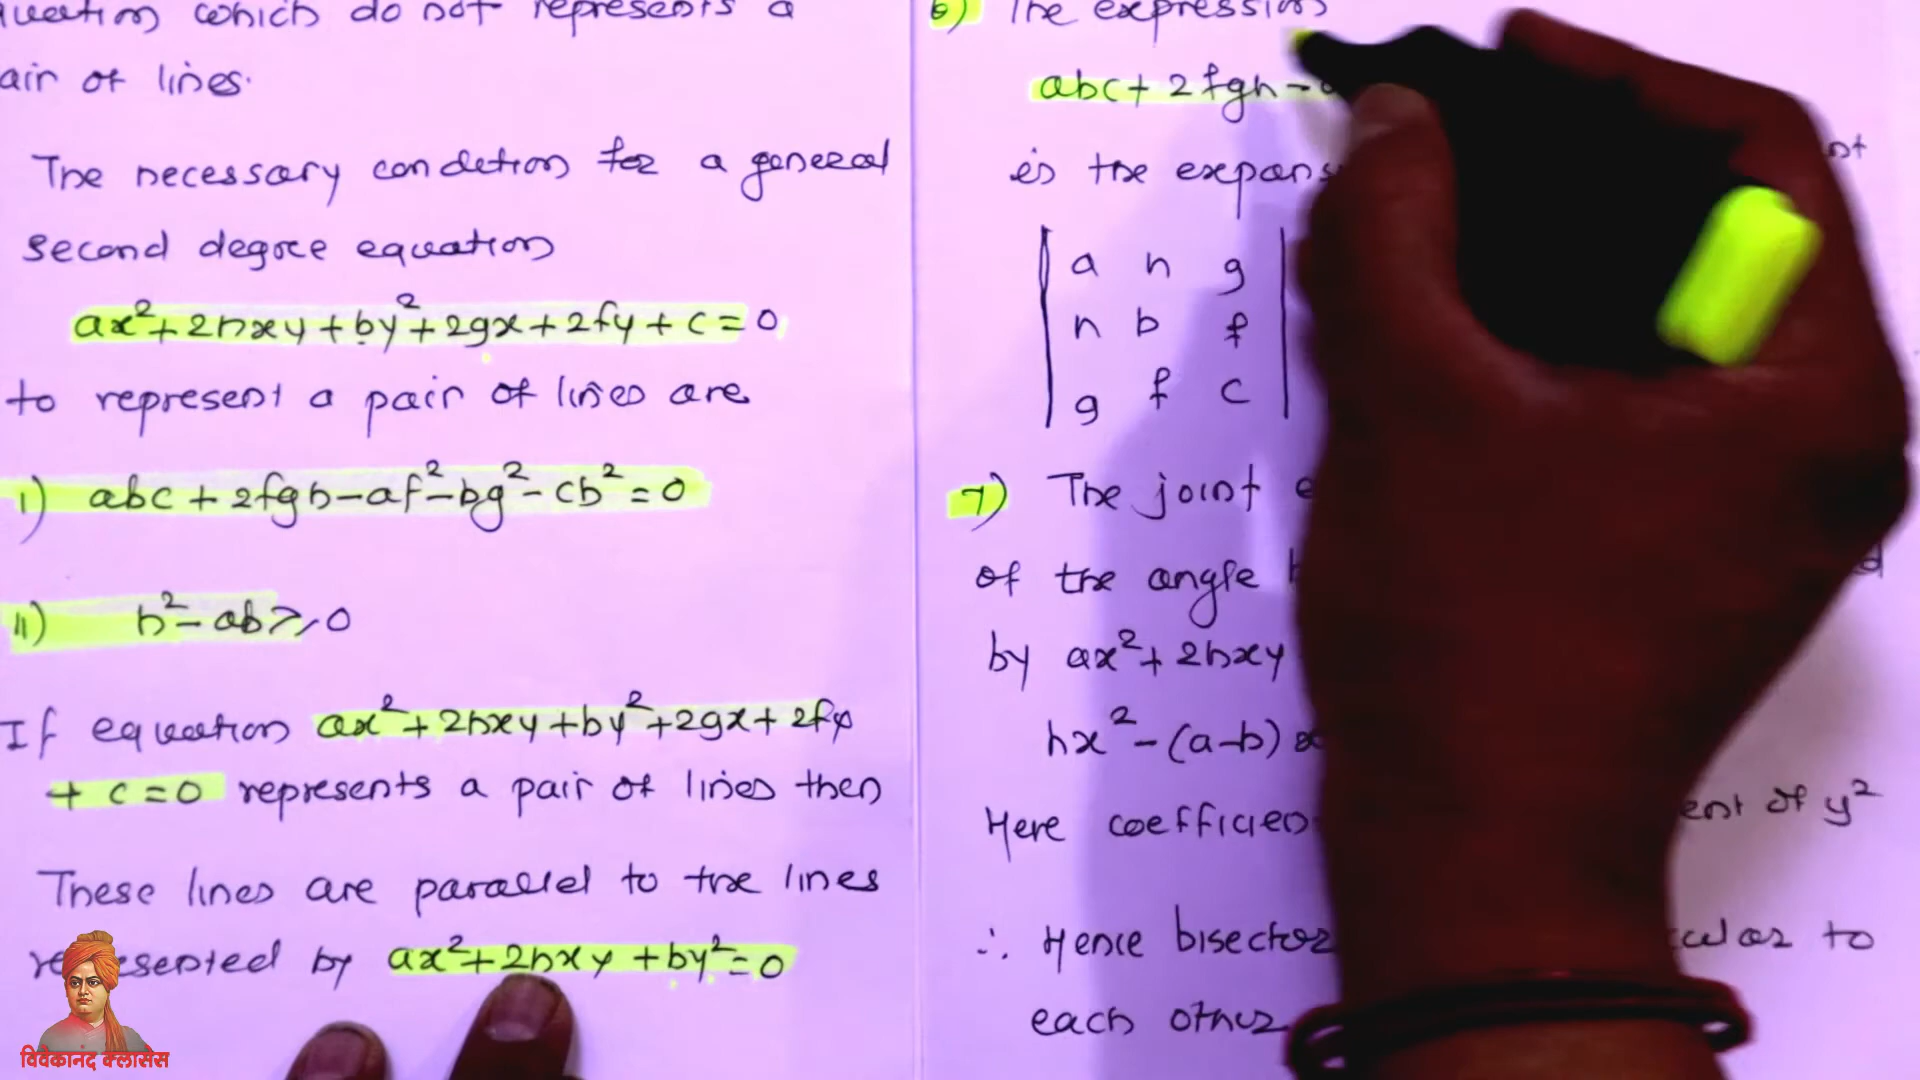 which do not represents a
air of lines.
The necessary condition for a general
second degree equation
ax²+2hxy+by²+2gx+2fy+c=0
to represent a pair of lines are
i) abc+2fgh-af²-bg²-ch²=0
ii) h²-ab⩾0
If equation ax²+2hxy+by²+2gx+2fy
+c=0 represents a pair of lines then
These lines are parallel to the lines
by ax²+2hxy+by²=0
6) The expression
abc+2fgh-
is the expans
a h g
h b f
g f c
7) The joint e
of the angle
by ax²+2hxy
hx²-(a-b)
Here coefficien ent of y²
∴ Hence bisector cular to
each other
विवेकानंद क्लासेस